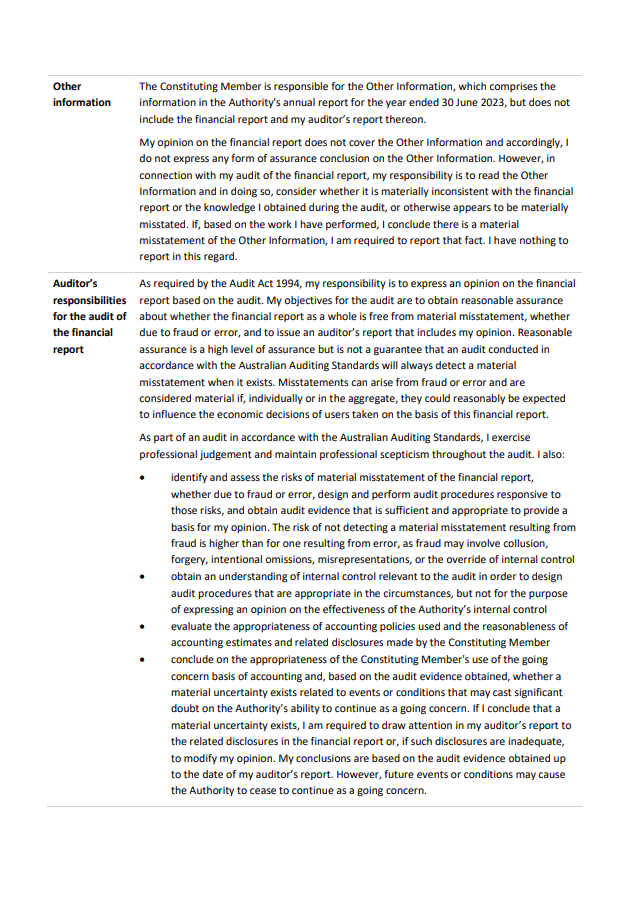 Other
information
The Constituting Member is responsible for the Other Information, which comprises the
information in the Authority's annual report for the year ended 30 June 2023, but does not
include the financial report and my auditor's report thereon.
My opinion on the financial report does not cover the Other Information and accordingly, I
do not express any form of assurance conclusion on the Other Information. However, in
connection with my audit of the financial report, my responsibility is to read the Other
Information and in doing so, consider whether it is materially inconsistent with the financial
report or the knowledge I obtained during the audit, or otherwise appears to be materially
misstated. If, based on the work I have performed, I conclude there is a material
misstatement of the Other Information, I am required to report that fact. I have nothing to
report in this regard.
Auditor's
responsibilities
for the audit of
the financial
report
As required by the Audit Act 1994, my responsibility is to express an opinion on the financial
report based on the audit. My objectives for the audit are to obtain reasonable assurance
about whether the financial report as a whole is free from material misstatement, whether
due to fraud or error, and to issue an auditor's report that includes my opinion. Reasonable
assurance is a high level of assurance but is not a guarantee that an audit conducted in
accordance with the Australian Auditing Standards will always detect a material
misstatement when it exists. Misstatements can arise from fraud or error and are
considered material if, individually or in the aggregate, they could reasonably be expected
to influence the economic decisions of users taken on the basis of this financial report.
As part of an audit in accordance with the Australian Auditing Standards, I exercise
professional judgement and maintain professional scepticism throughout the audit. I also:
• identify and assess the risks of material misstatement of the financial report,
whether due to fraud or error, design and perform audit procedures responsive to
those risks, and obtain audit evidence that is sufficient and appropriate to provide a
basis for my opinion. The risk of not detecting a material misstatement resulting from
fraud is higher than for one resulting from error, as fraud may involve collusion,
forgery, intentional omissions, misrepresentations, or the override of internal control
• obtain an understanding of internal control relevant to the audit in order to design
audit procedures that are appropriate in the circumstances, but not for the purpose
of expressing an opinion on the effectiveness of the Authority's internal control
• evaluate the appropriateness of accounting policies used and the reasonableness of
accounting estimates and related disclosures made by the Constituting Member
• conclude on the appropriateness of the Constituting Member's use of the going
concern basis of accounting and, based on the audit evidence obtained, whether a
material uncertainty exists related to events or conditions that may cast significant
doubt on the Authority's ability to continue as a going concern. If I conclude that a
material uncertainty exists, I am required to draw attention in my auditor's report to
the related disclosures in the financial report or, if such disclosures are inadequate,
to modify my opinion. My conclusions are based on the audit evidence obtained up
to the date of my auditor's report. However, future events or conditions may cause
the Authority to cease to continue as a going concern.